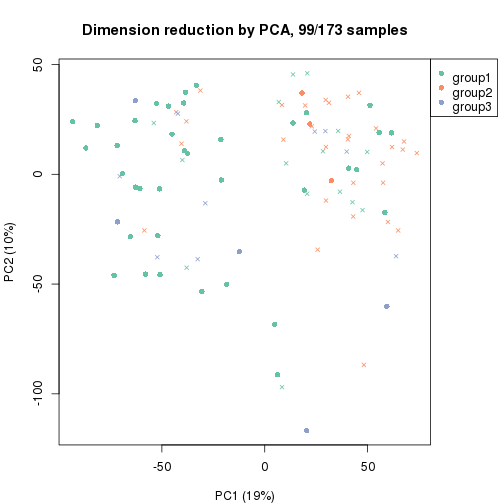 Dimension reduction by PCA, 99/173 samples
group1
group2
group3
50
0
-50
-100
PC2 (10%)
-50
0
50
PC1 (19%)